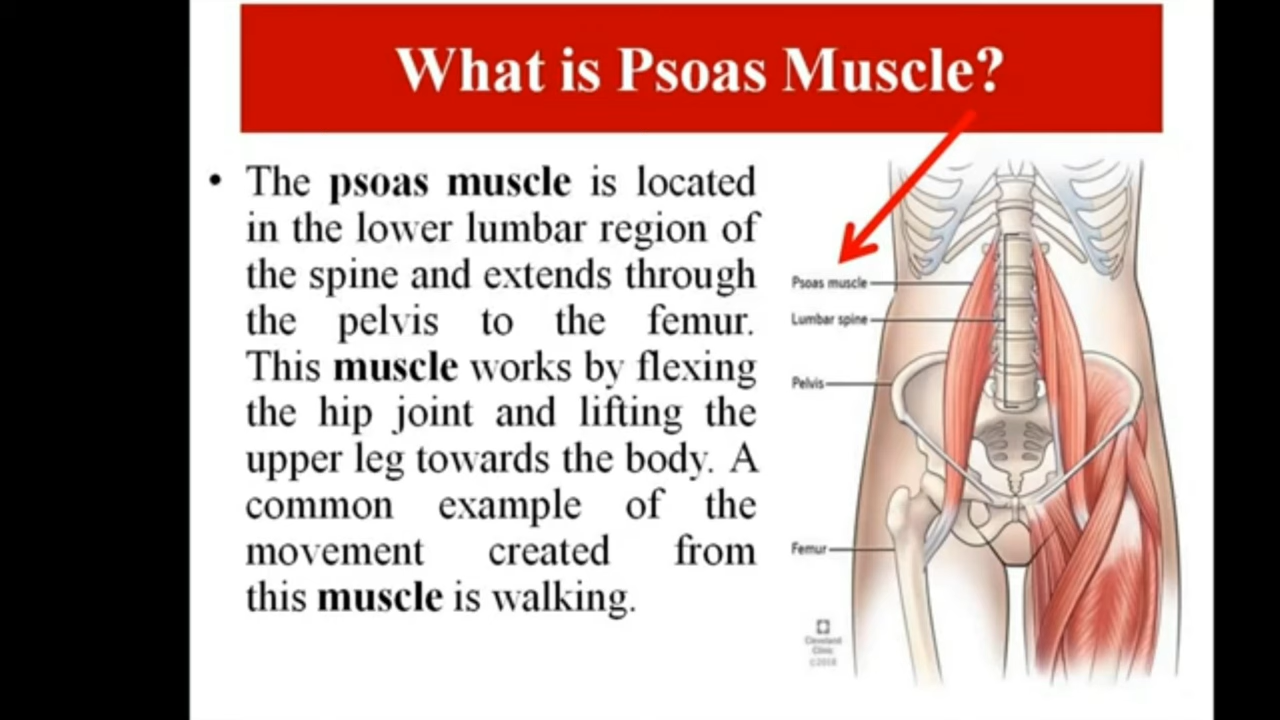 What is Psoas Muscle?
• The psoas muscle is located
in the lower lumbar region of
the spine and extends through
the pelvis to the femur.
This muscle works by flexing
the hip joint and lifting the
upper leg towards the body. A
common example of the
movement created from
this muscle is walking.
Psoas muscle
Lumbar spine
Pelvis
Femur
Cleveland
Clinic
©2018